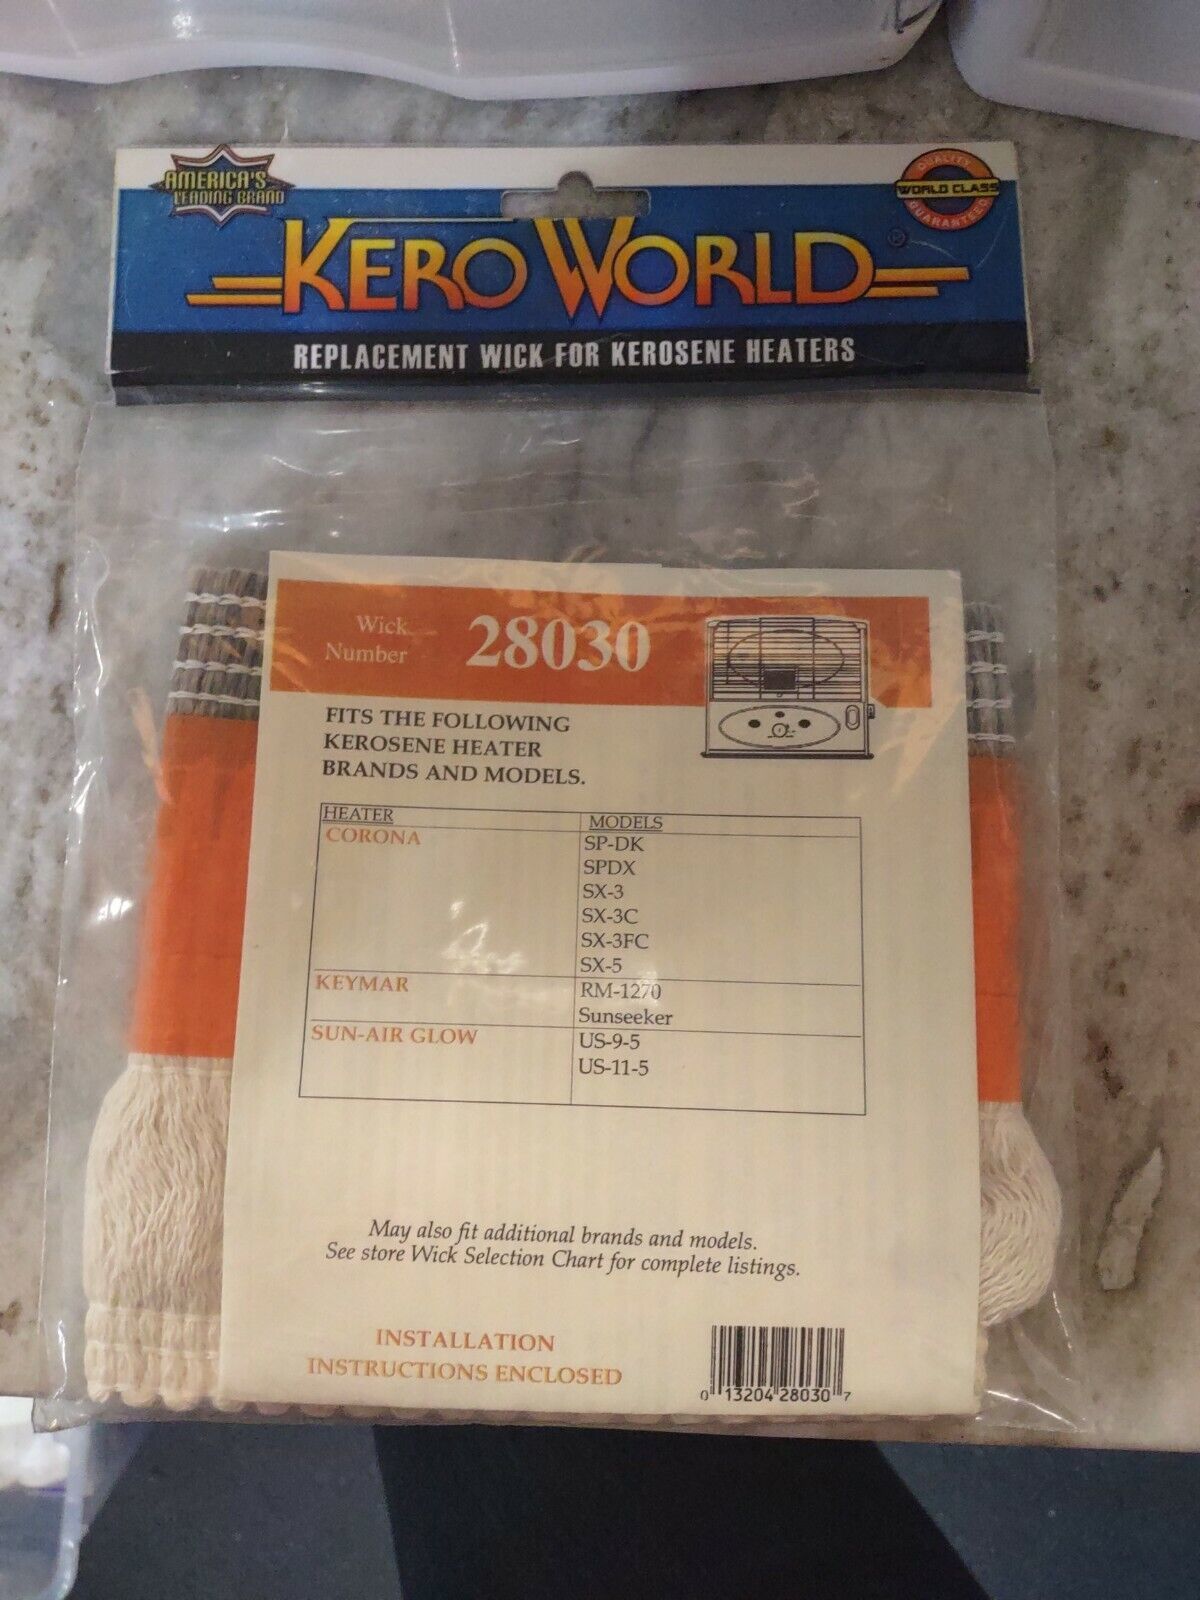 AMERICA'S
LEADING BRAND
QUALITY
WORLD CLASS
GUARANTEED
KERO WORLD®
REPLACEMENT WICK FOR KEROSENE HEATERS
Wick
Number
28030
FITS THE FOLLOWING
KEROSENE HEATER
BRANDS AND MODELS.
HEATER MODELS
CORONA SP-DK
SPDX
SX-3
SX-3C
SX-3FC
SX-5
KEYMAR RM-1270
Sunseeker
SUN-AIR GLOW US-9-5
US-11-5
May also fit additional brands and models.
See store Wick Selection Chart for complete listings.
INSTALLATION
INSTRUCTIONS ENCLOSED
0 13204 28030 7